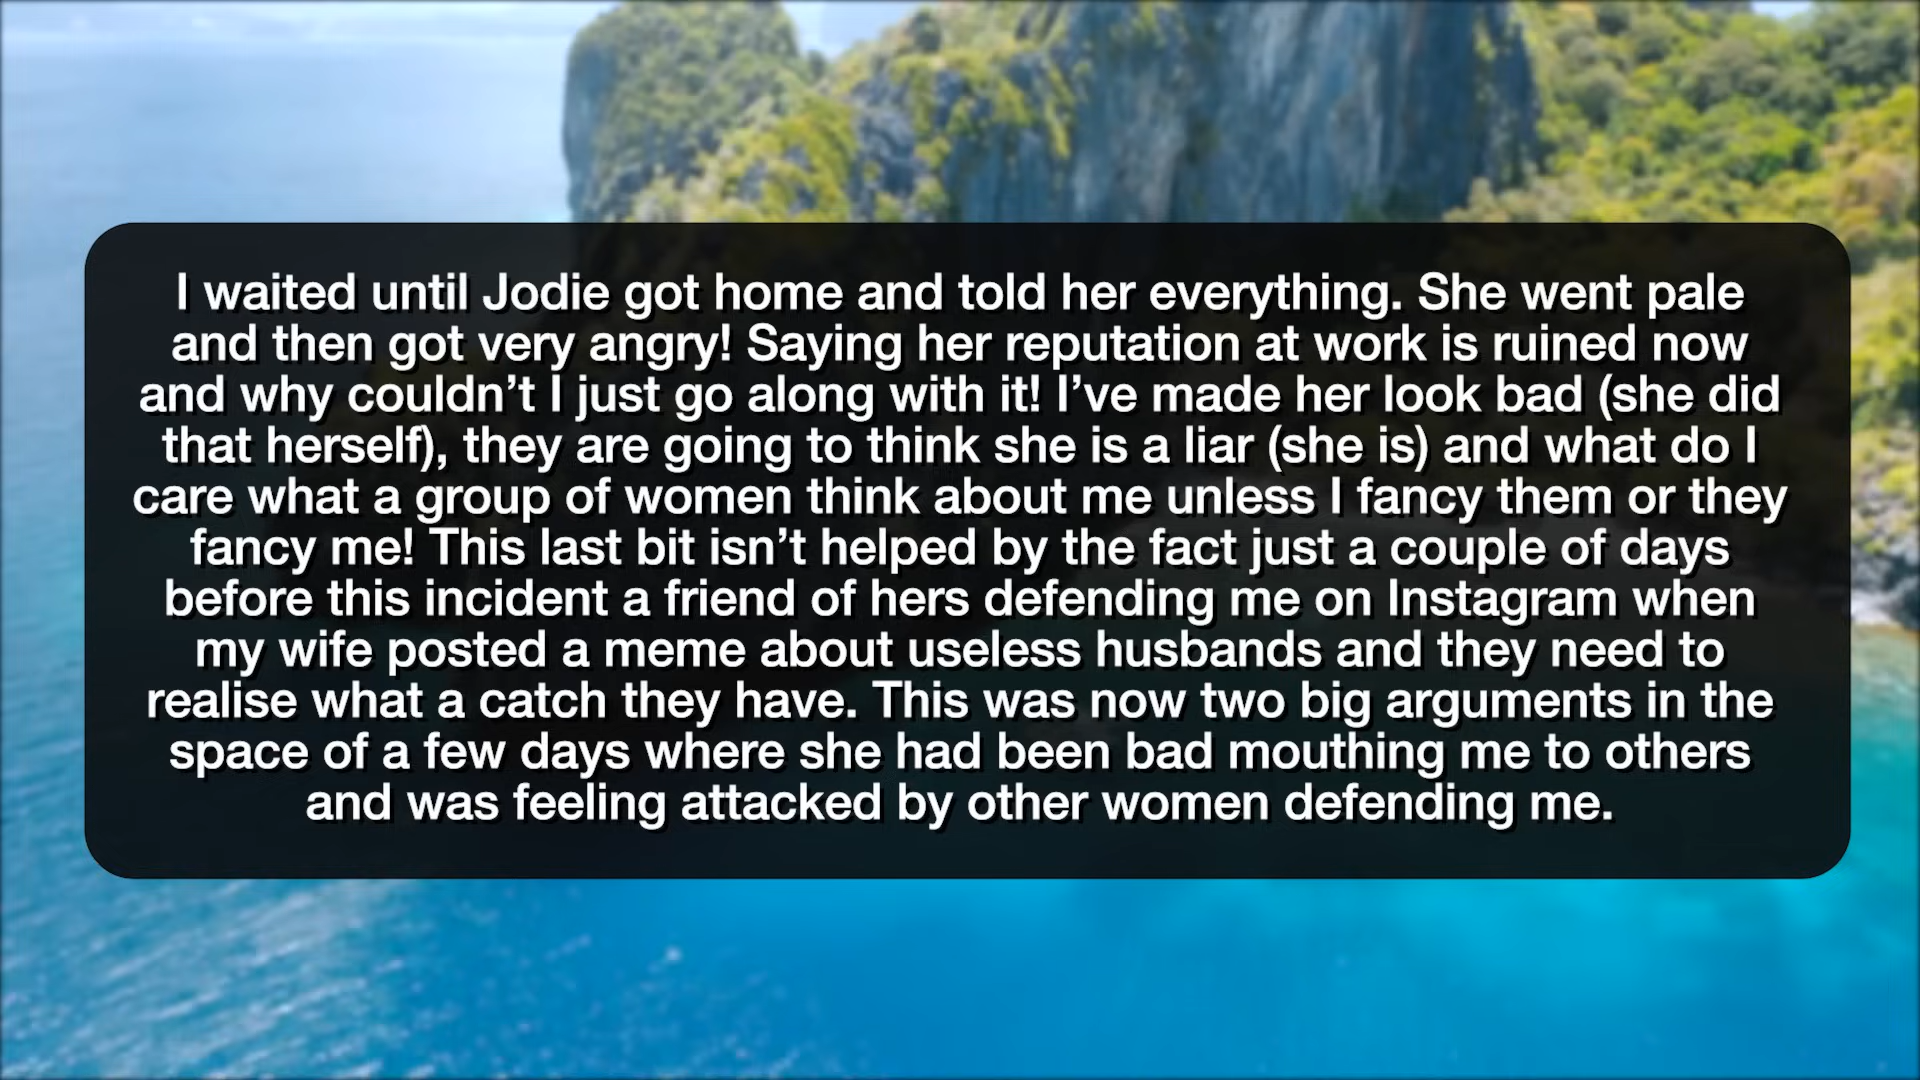 I waited until Jodie got home and told her everything. She went pale
and then got very angry! Saying her reputation at work is ruined now
and why couldn’t I just go along with it! I’ve made her look bad (she did
that herself), they are going to think she is a liar (she is) and what do I
care what a group of women think about me unless I fancy them or they
fancy me! This last bit isn’t helped by the fact just a couple of days
before this incident a friend of hers defending me on Instagram when
my wife posted a meme about useless husbands and they need to
realise what a catch they have. This was now two big arguments in the
space of a few days where she had been bad mouthing me to others
and was feeling attacked by other women defending me.